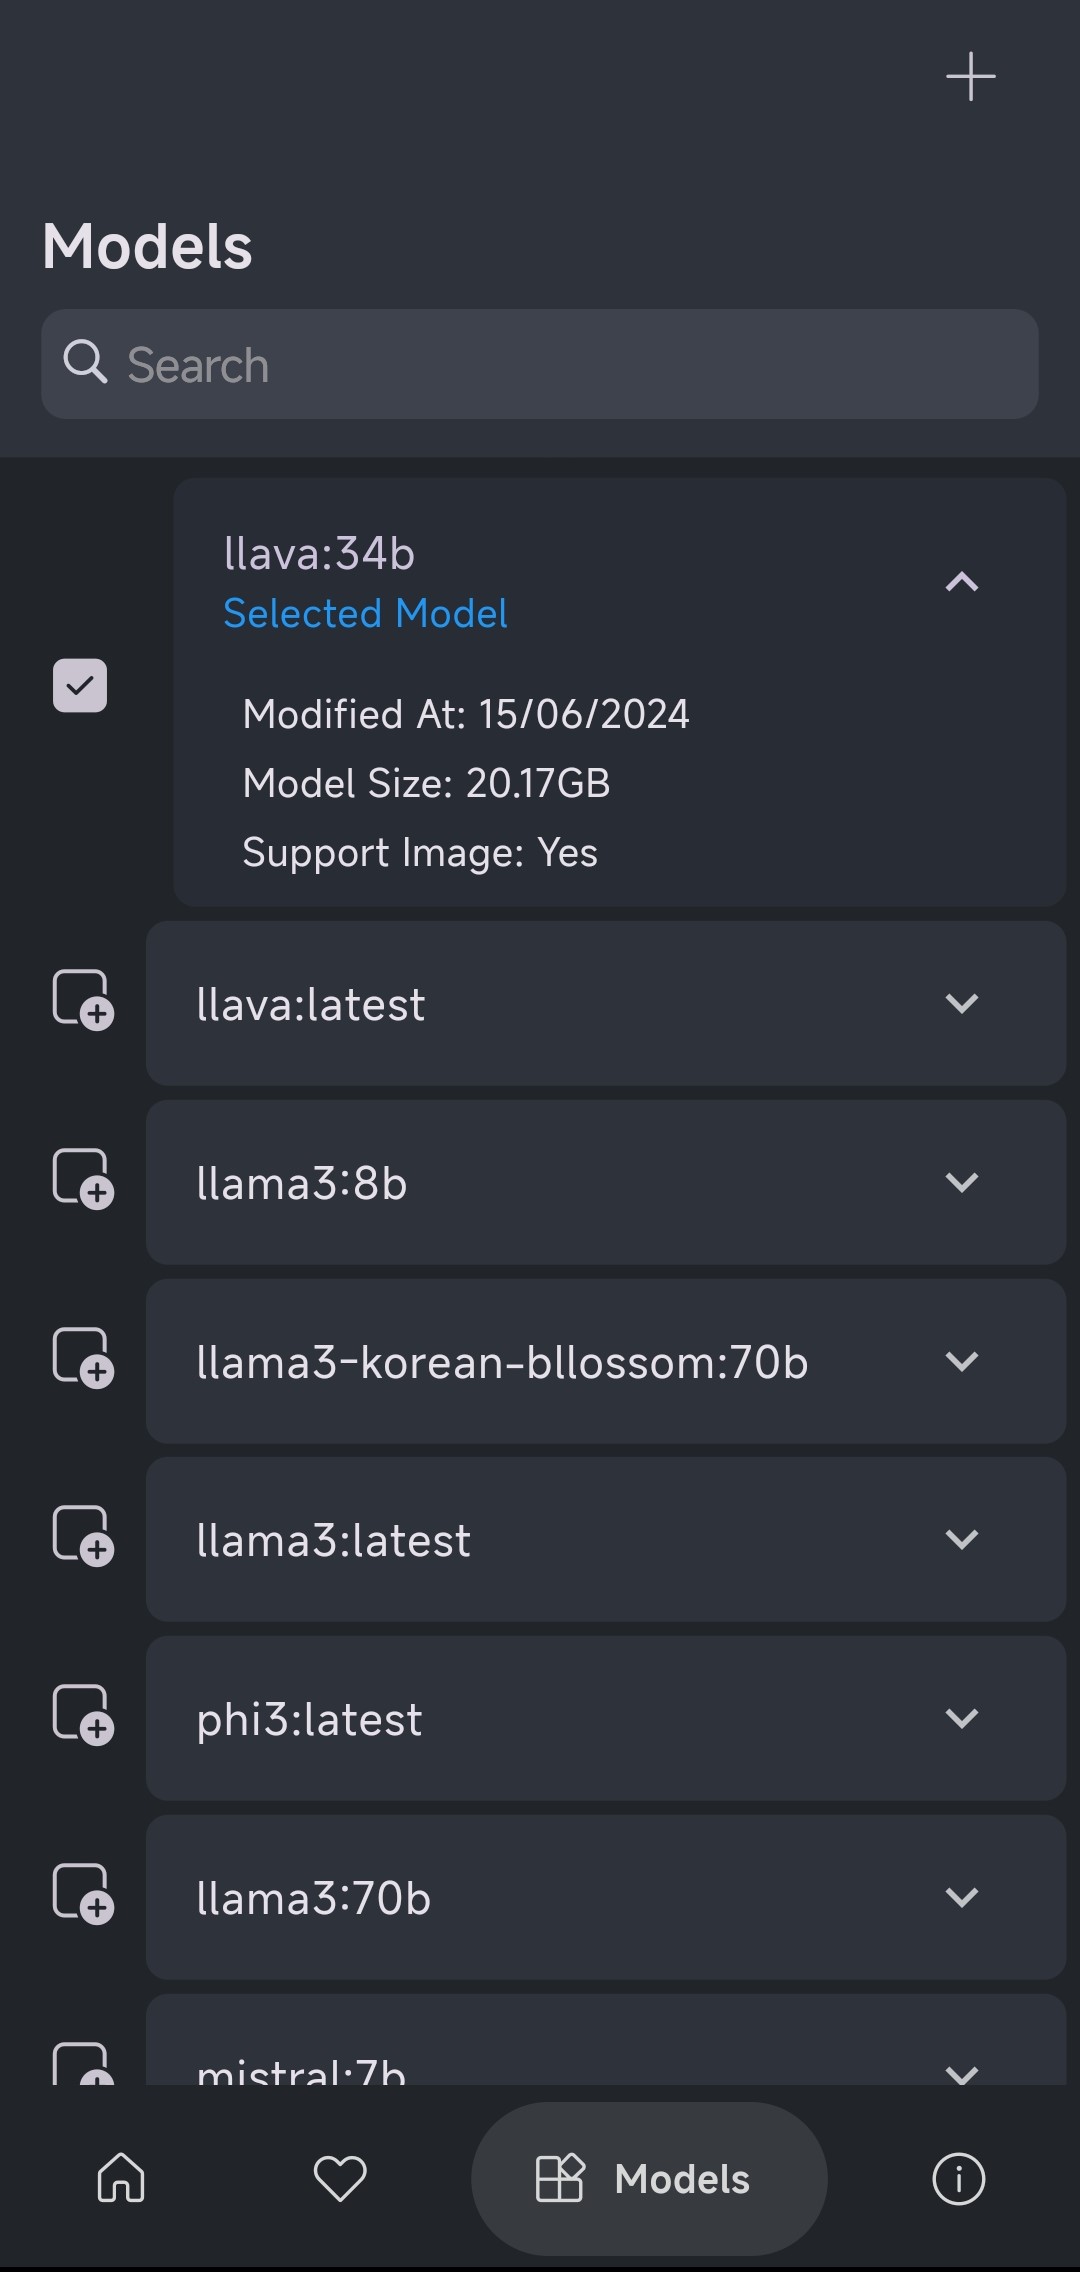 Models
Search
llava:34b
Selected Model
Modified At: 15/06/2024
Model Size: 20.17GB
Support Image: Yes
llava:latest
llama3:8b
llama3-korean-bllossom:70b
llama3:latest
phi3:latest
llama3:70b
mistral:7b
Models